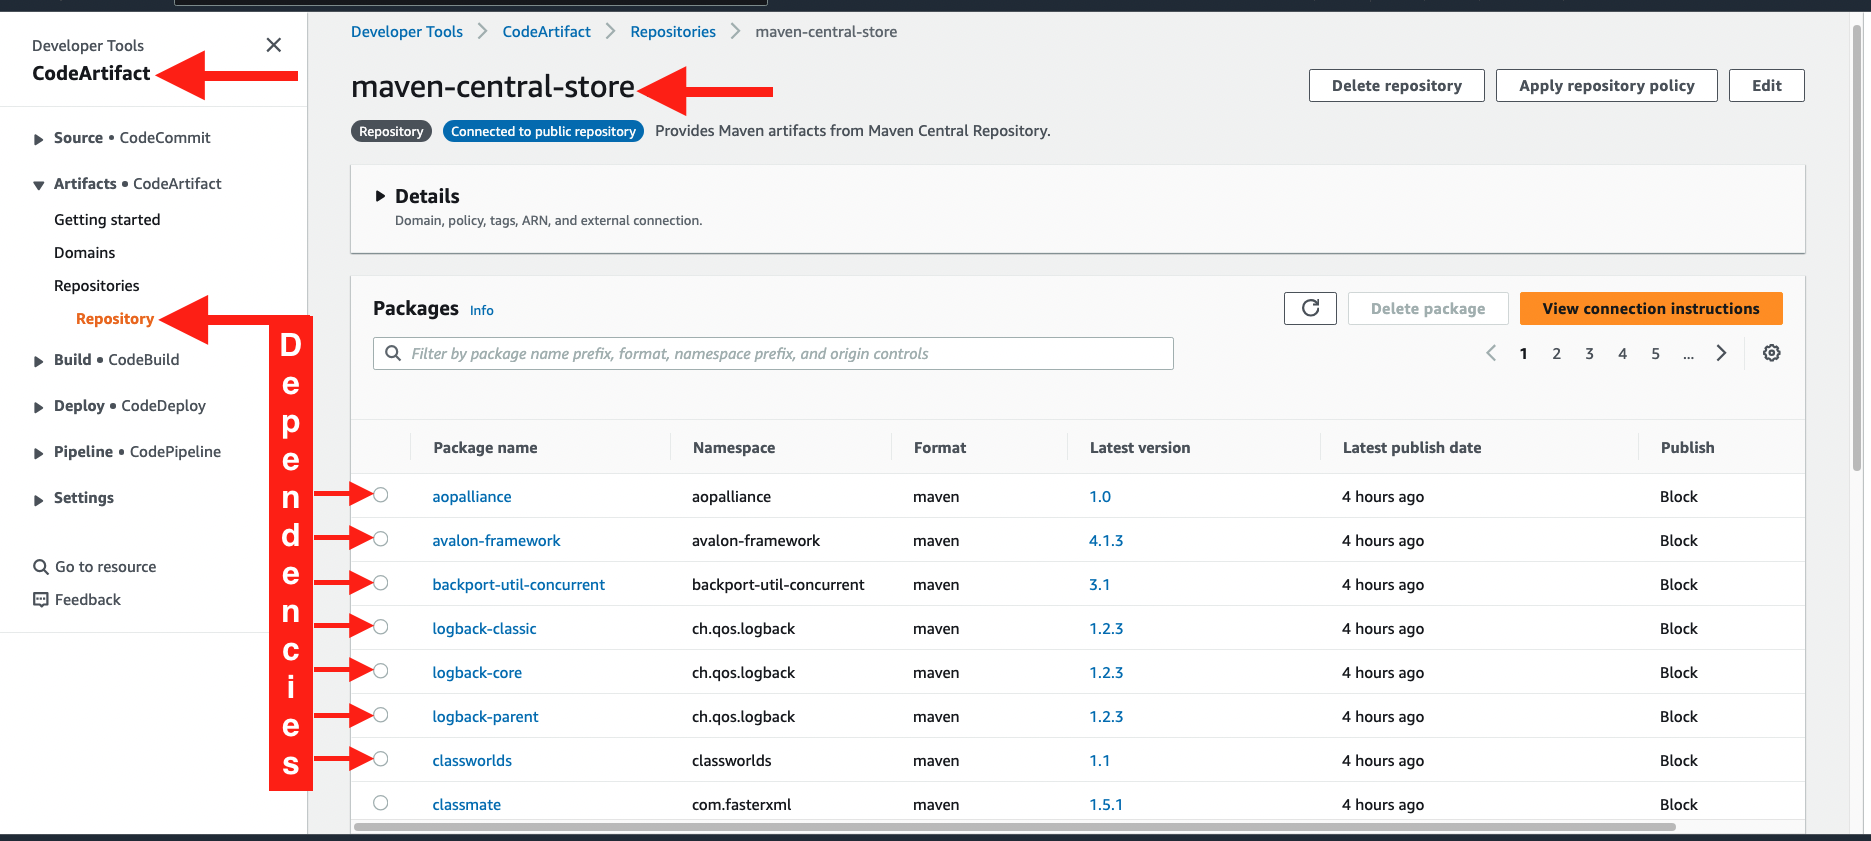 Developer Tools
CodeArtifact
Source • CodeCommit
Artifacts • CodeArtifact
Getting started
Domains
Repositories
Repository
Build • CodeBuild
Deploy • CodeDeploy
Pipeline • CodePipeline
Settings
Go to resource
Feedback
Dependencies
Developer Tools CodeArtifact Repositories maven-central-store
maven-central-store
Delete repository Apply repository policy Edit
Repository Connected to public repository Provides Maven artifacts from Maven Central Repository.
Details
Domain, policy, tags, ARN, and external connection.
Packages Info
Delete package View connection instructions
Filter by package name prefix, format, namespace prefix, and origin controls
1 2 3 4 5 ...
Package name Namespace Format Latest version Latest publish date Publish
aopalliance aopalliance maven 1.0 4 hours ago Block
avalon-framework avalon-framework maven 4.1.3 4 hours ago Block
backport-util-concurrent backport-util-concurrent maven 3.1 4 hours ago Block
logback-classic ch.qos.logback maven 1.2.3 4 hours ago Block
logback-core ch.qos.logback maven 1.2.3 4 hours ago Block
logback-parent ch.qos.logback maven 1.2.3 4 hours ago Block
classworlds classworlds maven 1.1 4 hours ago Block
classmate com.fasterxml maven 1.5.1 4 hours ago Block